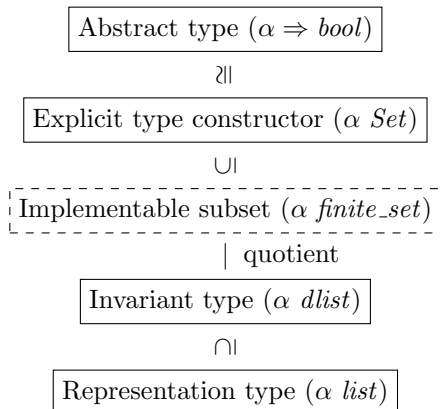 Abstract type (α ⇒ bool)
≀||
Explicit type constructor (α Set)
∪|
Implementable subset (α finite_set)
| quotient
Invariant type (α dlist)
∩|
Representation type (α list)